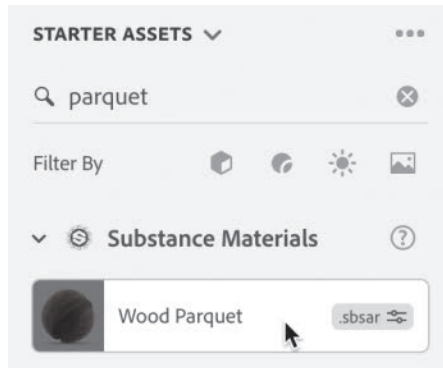 STARTER ASSETS
parquet
Filter By
Substance Materials
Wood Parquet .sbsar